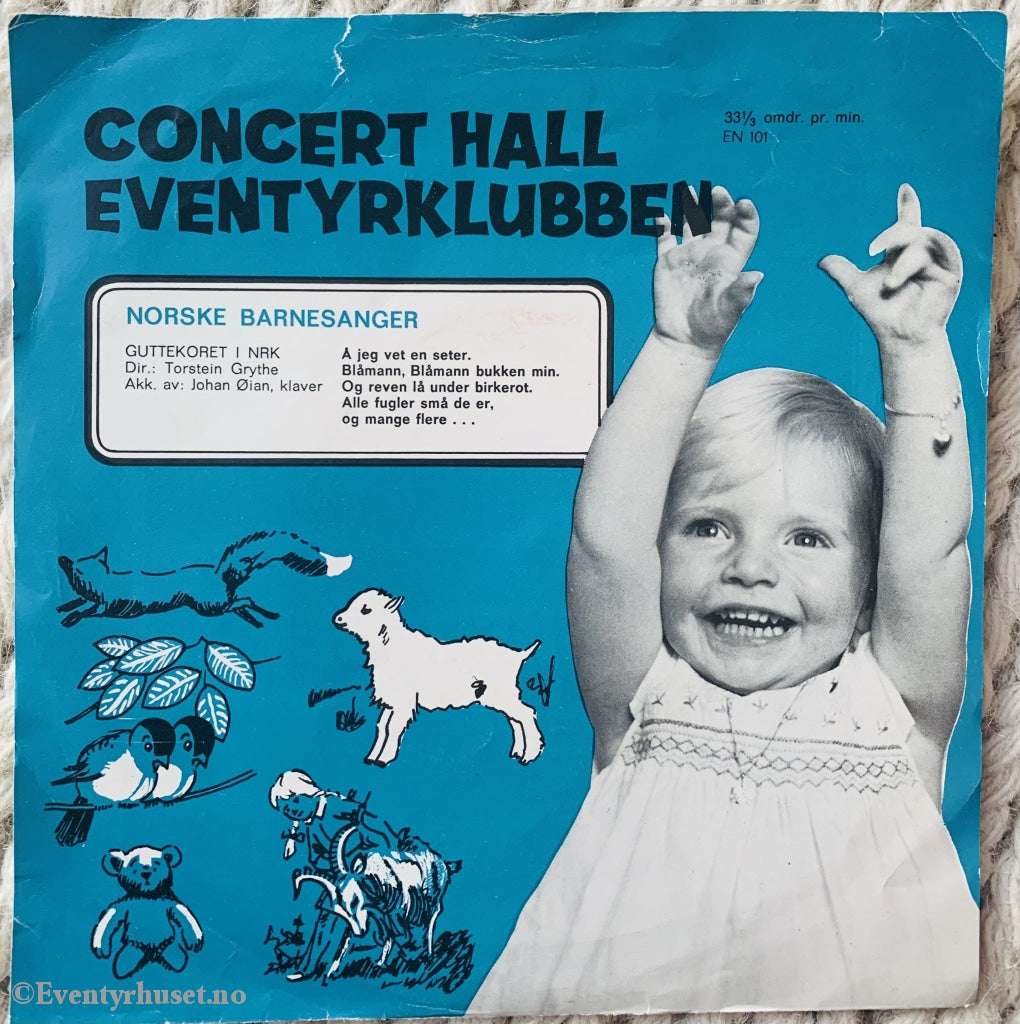 CONCERT HALL
EVENTYRKLUBBEN
33⅓ omdr. pr. min.
EN 101
NORSKE BARNESANGER
GUTTEKORET I NRK
Dir.: Torstein Grythe
Akk. av: Johan Øian, klaver
Å jeg vet en seter.
Blåmann, Blåmann bukken min.
Og reven lå under birkerot.
Alle fugler små de er,
og mange flere . . .
©Eventyrhuset.no